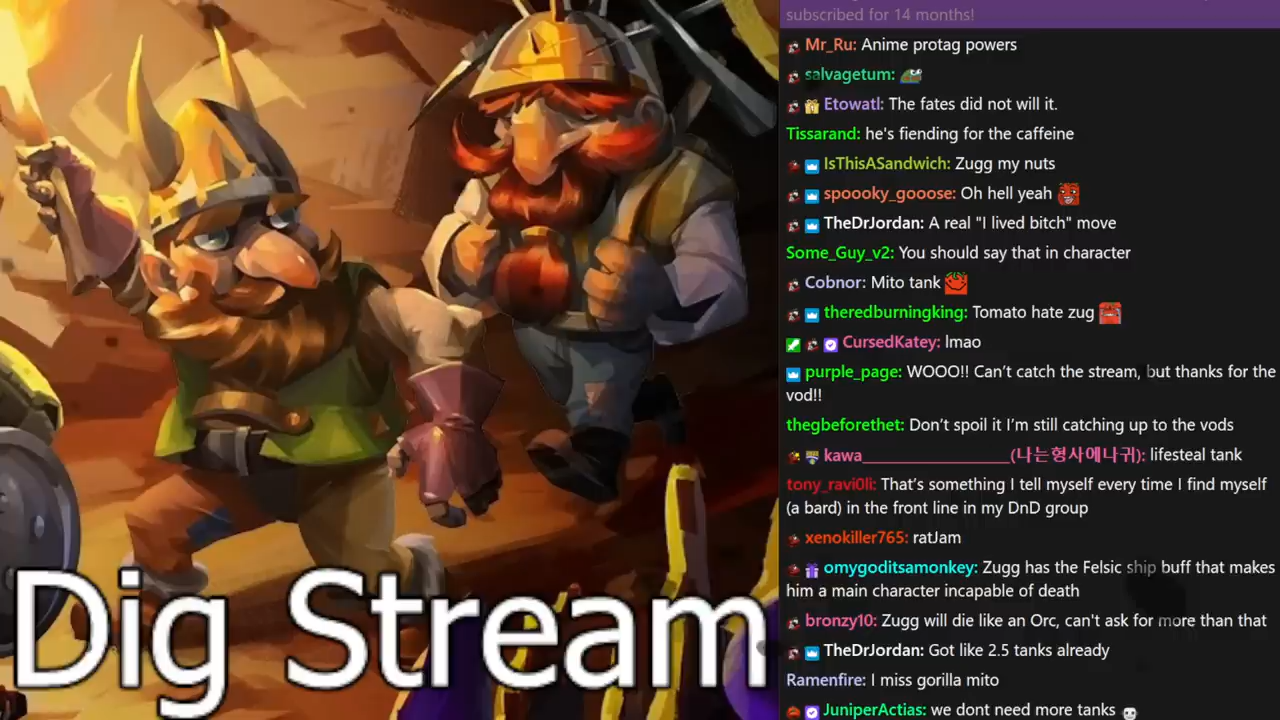 subscribed for 14 months!
Mr_Ru: Anime protag powers
salvagetum:
Etowatl: The fates did not will it.
Tissarand: he's fiending for the caffeine
IsThisASandwich: Zugg my nuts
spoooky_gooose: Oh hell yeah
TheDrJordan: A real "I lived bitch" move
Some_Guy_v2: You should say that in character
Cobnor: Mito tank
theredburningking: Tomato hate zug
CursedKatey: lmao
purple_page: WOOO!! Can't catch the stream, but thanks for the
vod!!
thegbeforethet: Don't spoil it I'm still catching up to the vods
kawa__________________(나는형사에나귀): lifesteal tank
tony_ravi0li: That's something I tell myself every time I find myself
(a bard) in the front line in my DnD group
xenokiller765: ratJam
omygoditsamonkey: Zugg has the Felsic ship buff that makes
him a main character incapable of death
bronzy10: Zugg will die like an Orc, can't ask for more than that
TheDrJordan: Got like 2.5 tanks already
Ramenfire: I miss gorilla mito
JuniperActias: we dont need more tanks
Dig Stream